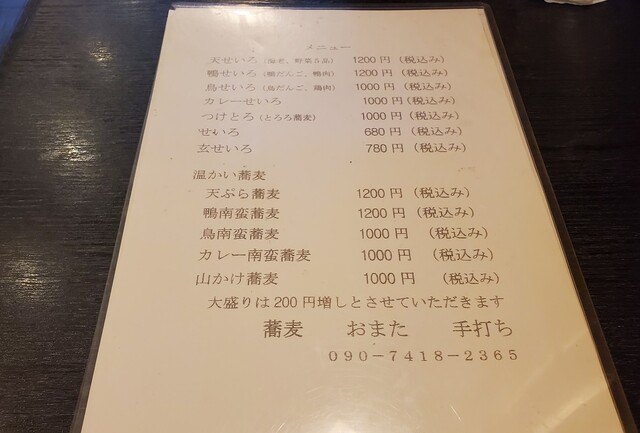 メニュー
天せいろ（海老、野菜5品） 1200円（税込み）
鴨せいろ（鴨だんご、鴨肉） 1200円（税込み）
鳥せいろ（鳥だんご、鶏肉） 1000円（税込み）
カレーせいろ 1000円（税込み）
つけとろ（とろろ蕎麦） 1000円（税込み）
せいろ 680円（税込み）
玄せいろ 780円（税込み）
温かい蕎麦
天ぷら蕎麦 1200円（税込み）
鴨南蛮蕎麦 1200円（税込み）
鳥南蛮蕎麦 1000円（税込み）
カレー南蛮蕎麦 1000円（税込み）
山かけ蕎麦 1000円（税込み）
大盛りは200円増しとさせていただきます
蕎麦 おまた 手打ち
090－7418－2365